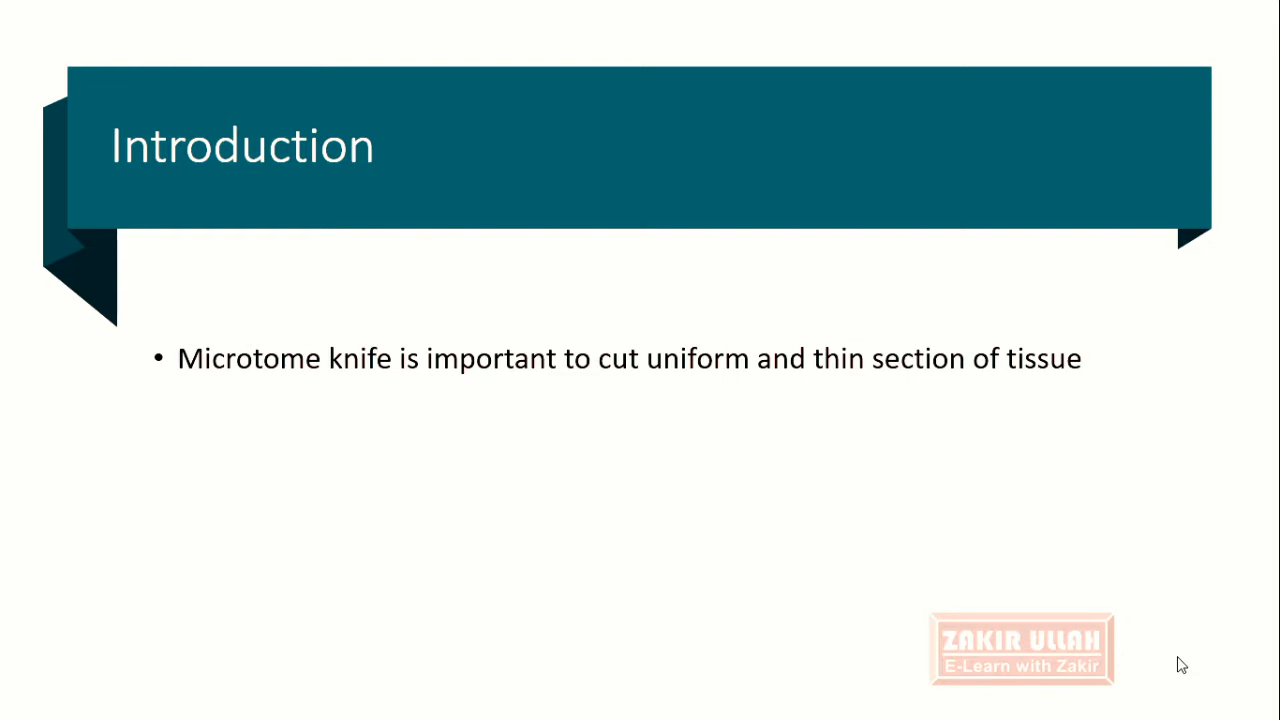 Introduction
• Microtome knife is important to cut uniform and thin section of tissue
ZAKIR ULLAH
E-Learn with Zakir